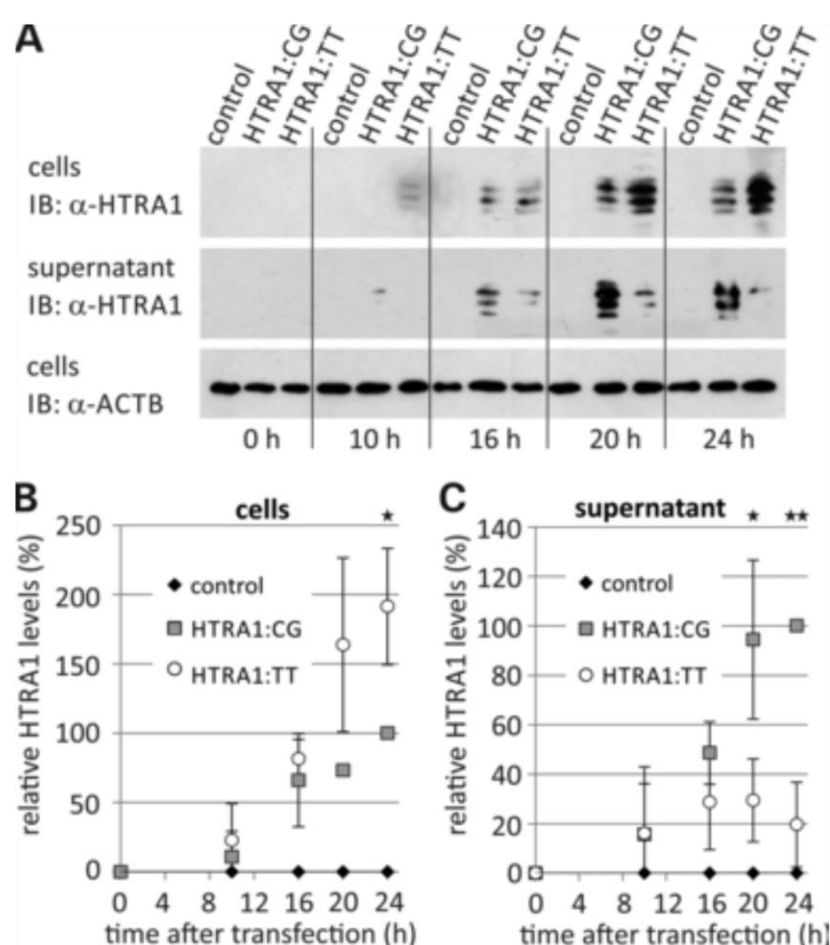 A
control HTRA1:CG HTRA1:TT control HTRA1:CG HTRA1:TT control HTRA1:CG HTRA1:TT control HTRA1:CG HTRA1:TT control HTRA1:CG HTRA1:TT
cells
IB: α-HTRA1
supernatant
IB: α-HTRA1
cells
IB: α-ACTB
0 h 10 h 16 h 20 h 24 h
B
cells
★
relative HTRA1 levels (%)
250
200
150
100
50
0
control
HTRA1:CG
HTRA1:TT
0 4 8 12 16 20 24
time after transfection (h)
C
supernatant
★ ★★
relative HTRA1 levels (%)
140
120
100
80
60
40
20
0
control
HTRA1:CG
HTRA1:TT
0 4 8 12 16 20 24
time after transfection (h)